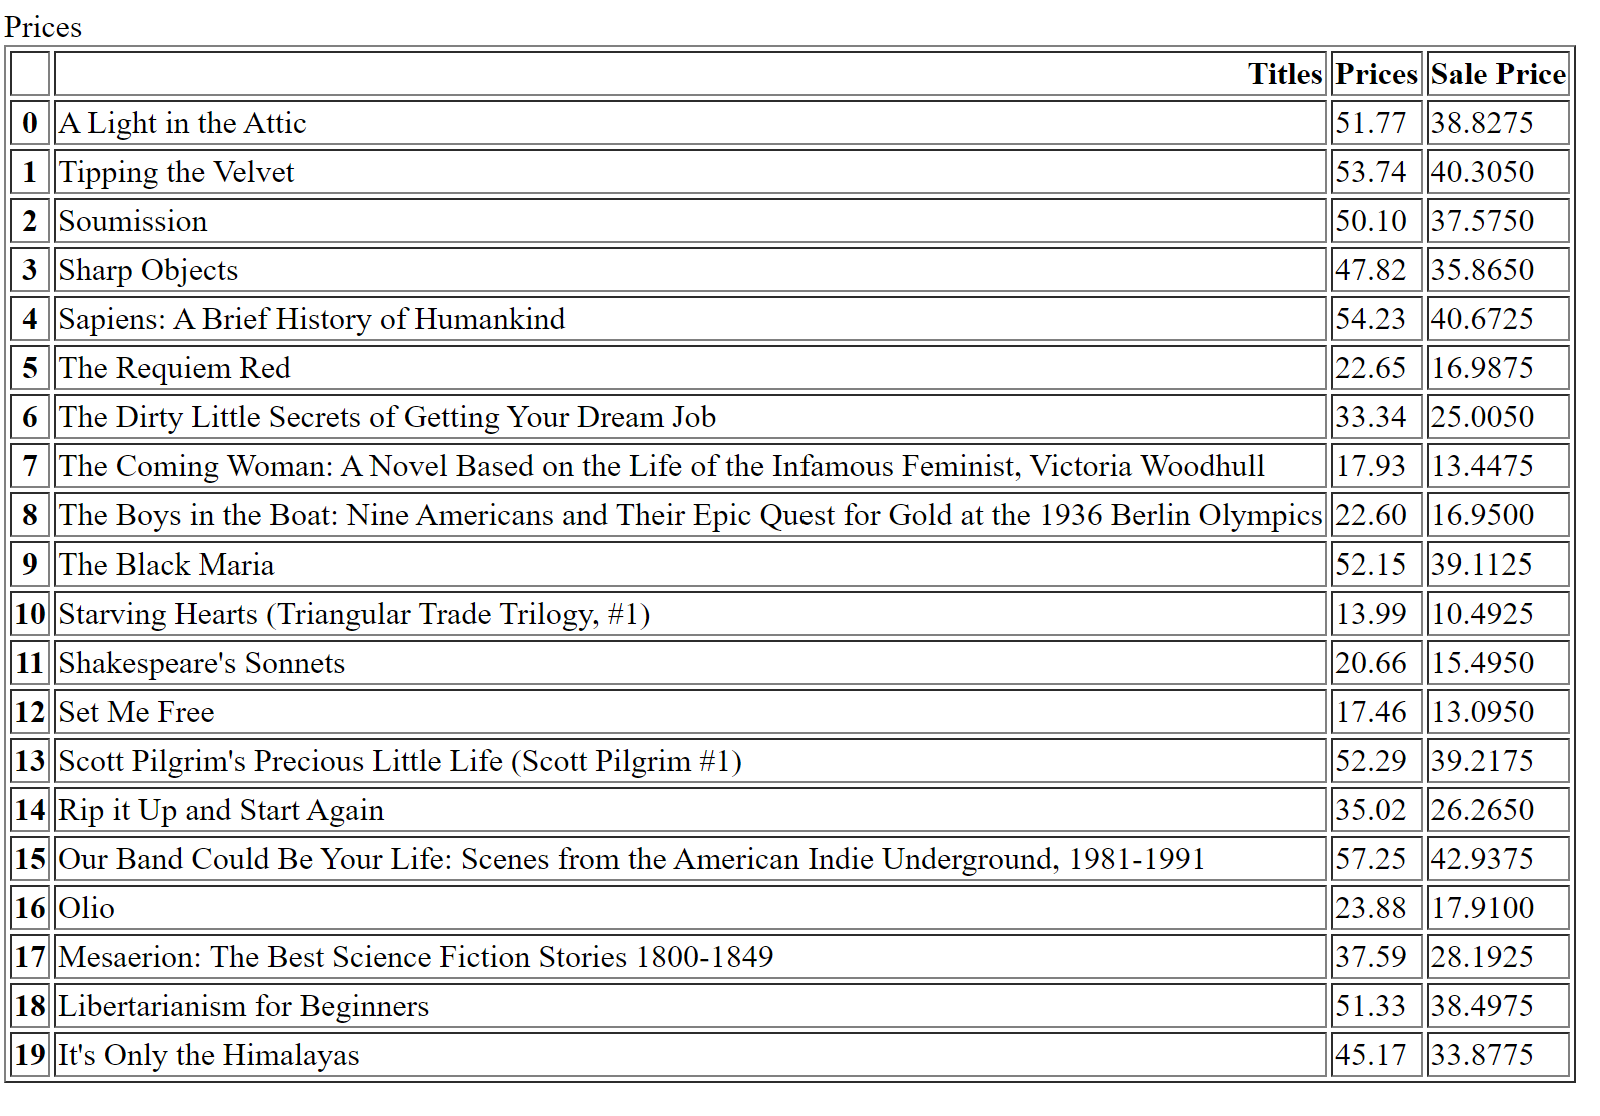 Prices
Titles Prices Sale Price
0 A Light in the Attic 51.77 38.8275
1 Tipping the Velvet 53.74 40.3050
2 Soumission 50.10 37.5750
3 Sharp Objects 47.82 35.8650
4 Sapiens: A Brief History of Humankind 54.23 40.6725
5 The Requiem Red 22.65 16.9875
6 The Dirty Little Secrets of Getting Your Dream Job 33.34 25.0050
7 The Coming Woman: A Novel Based on the Life of the Infamous Feminist, Victoria Woodhull 17.93 13.4475
8 The Boys in the Boat: Nine Americans and Their Epic Quest for Gold at the 1936 Berlin Olympics 22.60 16.9500
9 The Black Maria 52.15 39.1125
10 Starving Hearts (Triangular Trade Trilogy, #1) 13.99 10.4925
11 Shakespeare's Sonnets 20.66 15.4950
12 Set Me Free 17.46 13.0950
13 Scott Pilgrim's Precious Little Life (Scott Pilgrim #1) 52.29 39.2175
14 Rip it Up and Start Again 35.02 26.2650
15 Our Band Could Be Your Life: Scenes from the American Indie Underground, 1981-1991 57.25 42.9375
16 Olio 23.88 17.9100
17 Mesaerion: The Best Science Fiction Stories 1800-1849 37.59 28.1925
18 Libertarianism for Beginners 51.33 38.4975
19 It's Only the Himalayas 45.17 33.8775